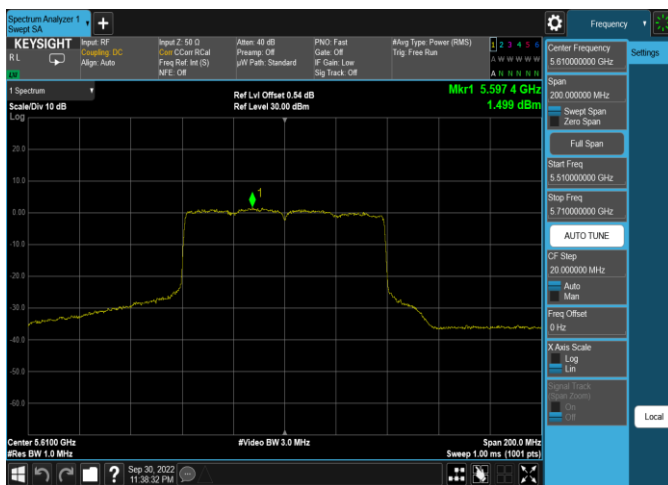 Spectrum Analyzer 1
Swept SA
+
Frequency
KEYSIGHT
RL
Input: RF
Coupling: DC
Align: Auto
Input Z: 50 Ω
Corr CCorr RCal
Freq Ref: Int (S)
NFE: Off
Atten: 40 dB
Preamp: Off
µW Path: Standard
PNO: Fast
Gate: Off
IF Gain: Low
Sig Track: Off
#Avg Type: Power (RMS)
Trig: Free Run
1 2 3 4 5 6
A W W W W W
A N N N N N
LXI
1 Spectrum
Scale/Div 10 dB
Log
Ref Lvl Offset 0.54 dB
Ref Level 30.00 dBm
Mkr1 5.597 4 GHz
1.499 dBm
1
20.0
10.0
0.00
-10.0
-20.0
-30.0
-40.0
-50.0
-60.0
Center 5.6100 GHz
#Res BW 1.0 MHz
#Video BW 3.0 MHz
Span 200.0 MHz
Sweep 1.00 ms (1001 pts)
Sep 30, 2022
11:38:32 PM
Center Frequency
5.610000000 GHz
Span
200.000000 MHz
Swept Span
Zero Span
Full Span
Start Freq
5.510000000 GHz
Stop Freq
5.710000000 GHz
AUTO TUNE
CF Step
20.000000 MHz
Auto
Man
Freq Offset
0 Hz
X Axis Scale
Log
Lin
Signal Track
(Span Zoom)
On
Off
Settings
Local